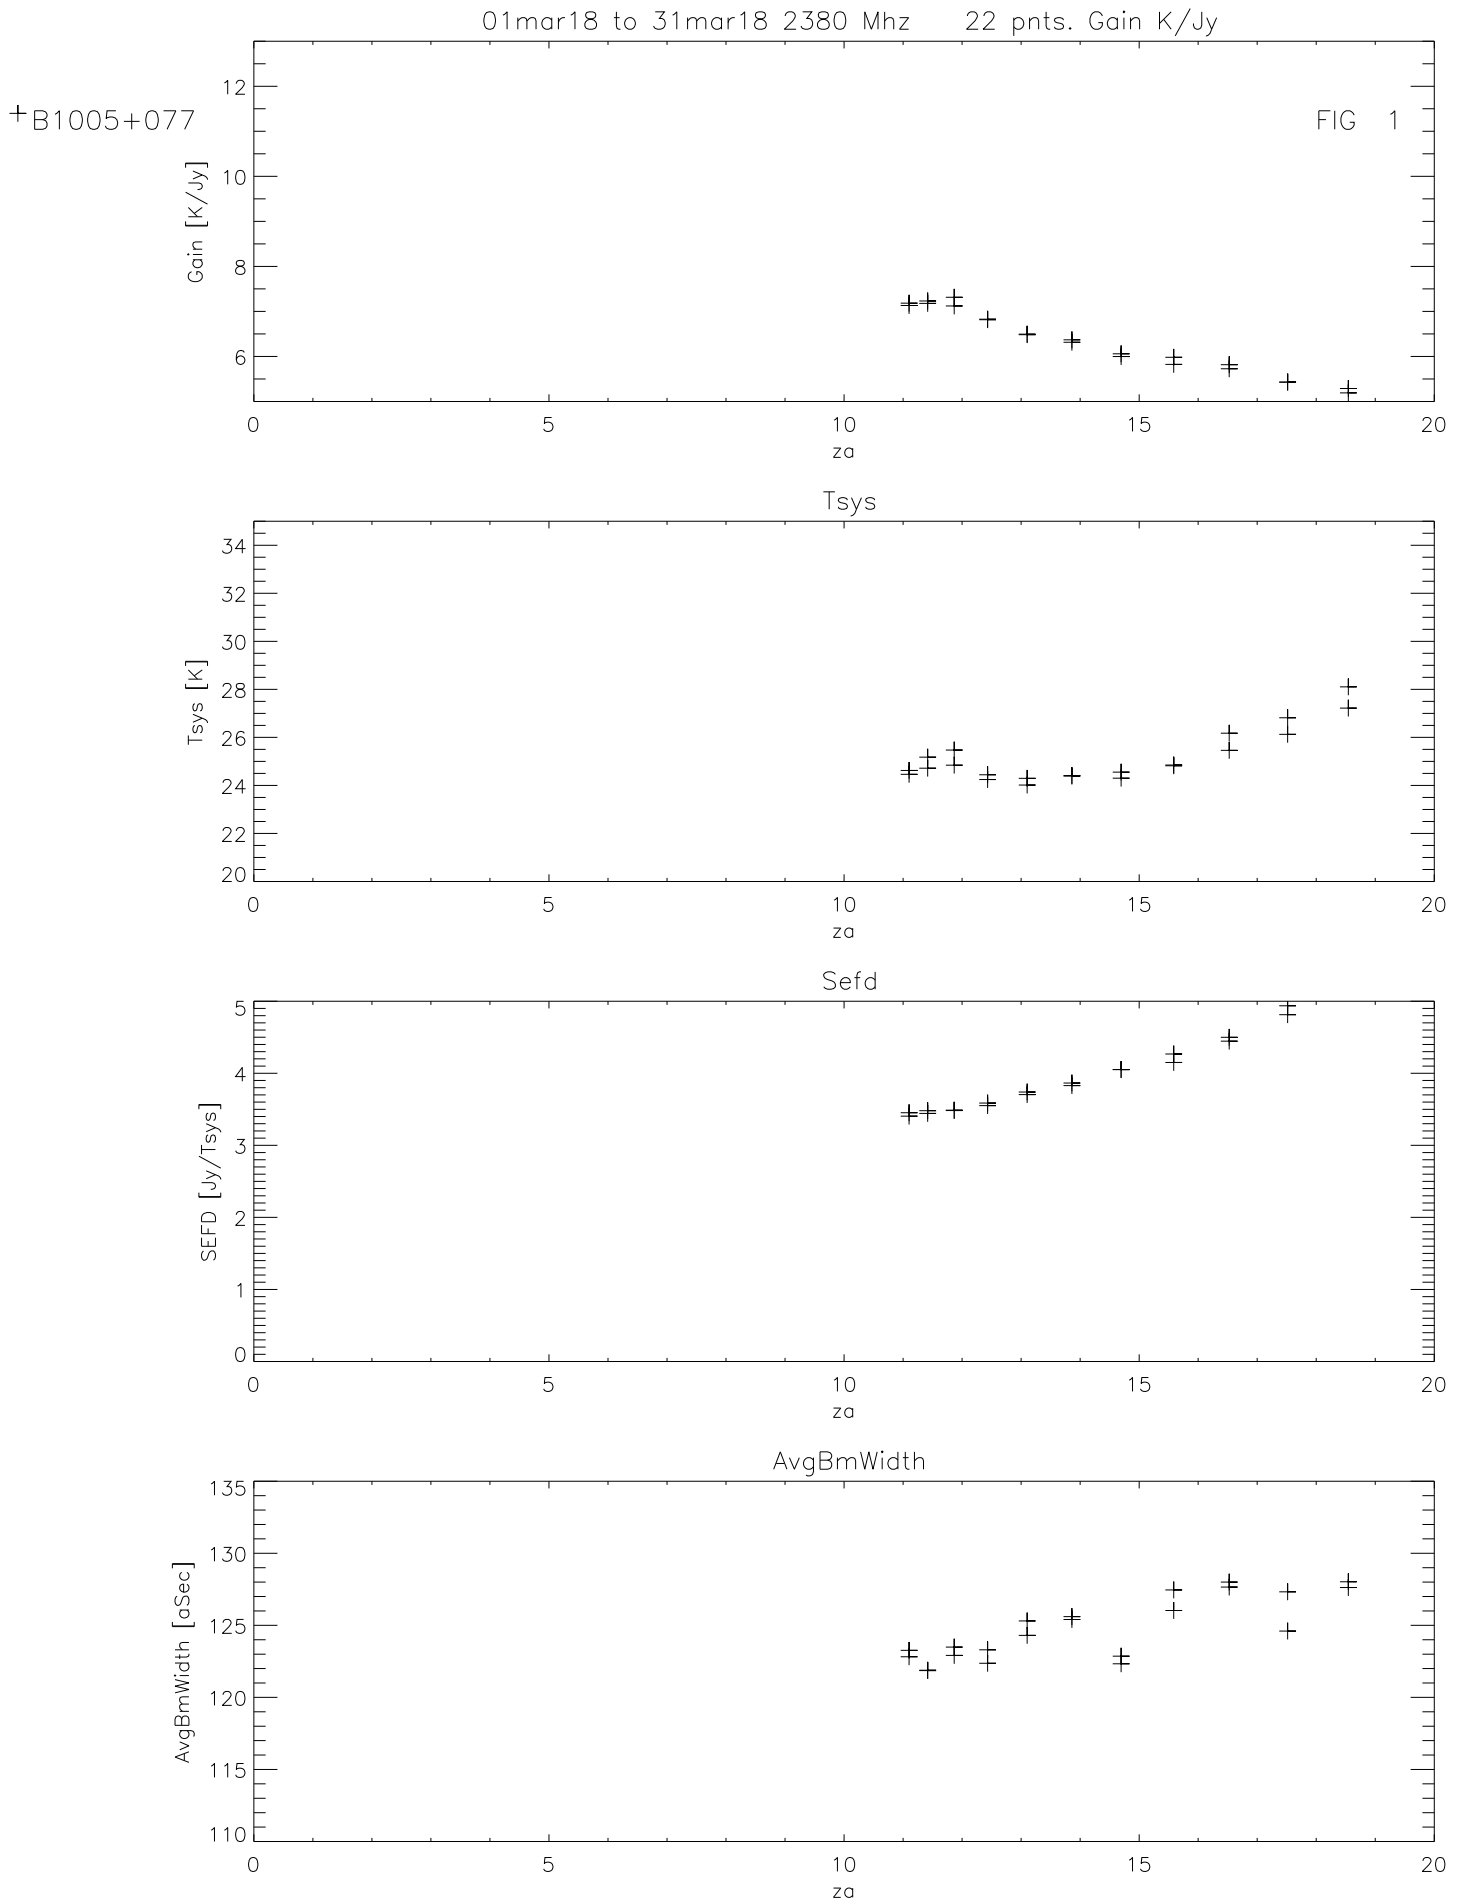 01mar18 to 31mar18 2380 Mhz 22 pnts. Gain K/Jy
+B1005+077
FIG 1
Gain [K/Jy]
12
10
8
6
0 5 10 15 20
za
Tsys
Tsys [K]
34
32
30
28
26
24
22
20
0 5 10 15 20
za
Sefd
SEFD [Jy/Tsys]
5
4
3
2
1
0
0 5 10 15 20
za
AvgBmWidth
AvgBmWidth [aSec]
135
130
125
120
115
110
0 5 10 15 20
za